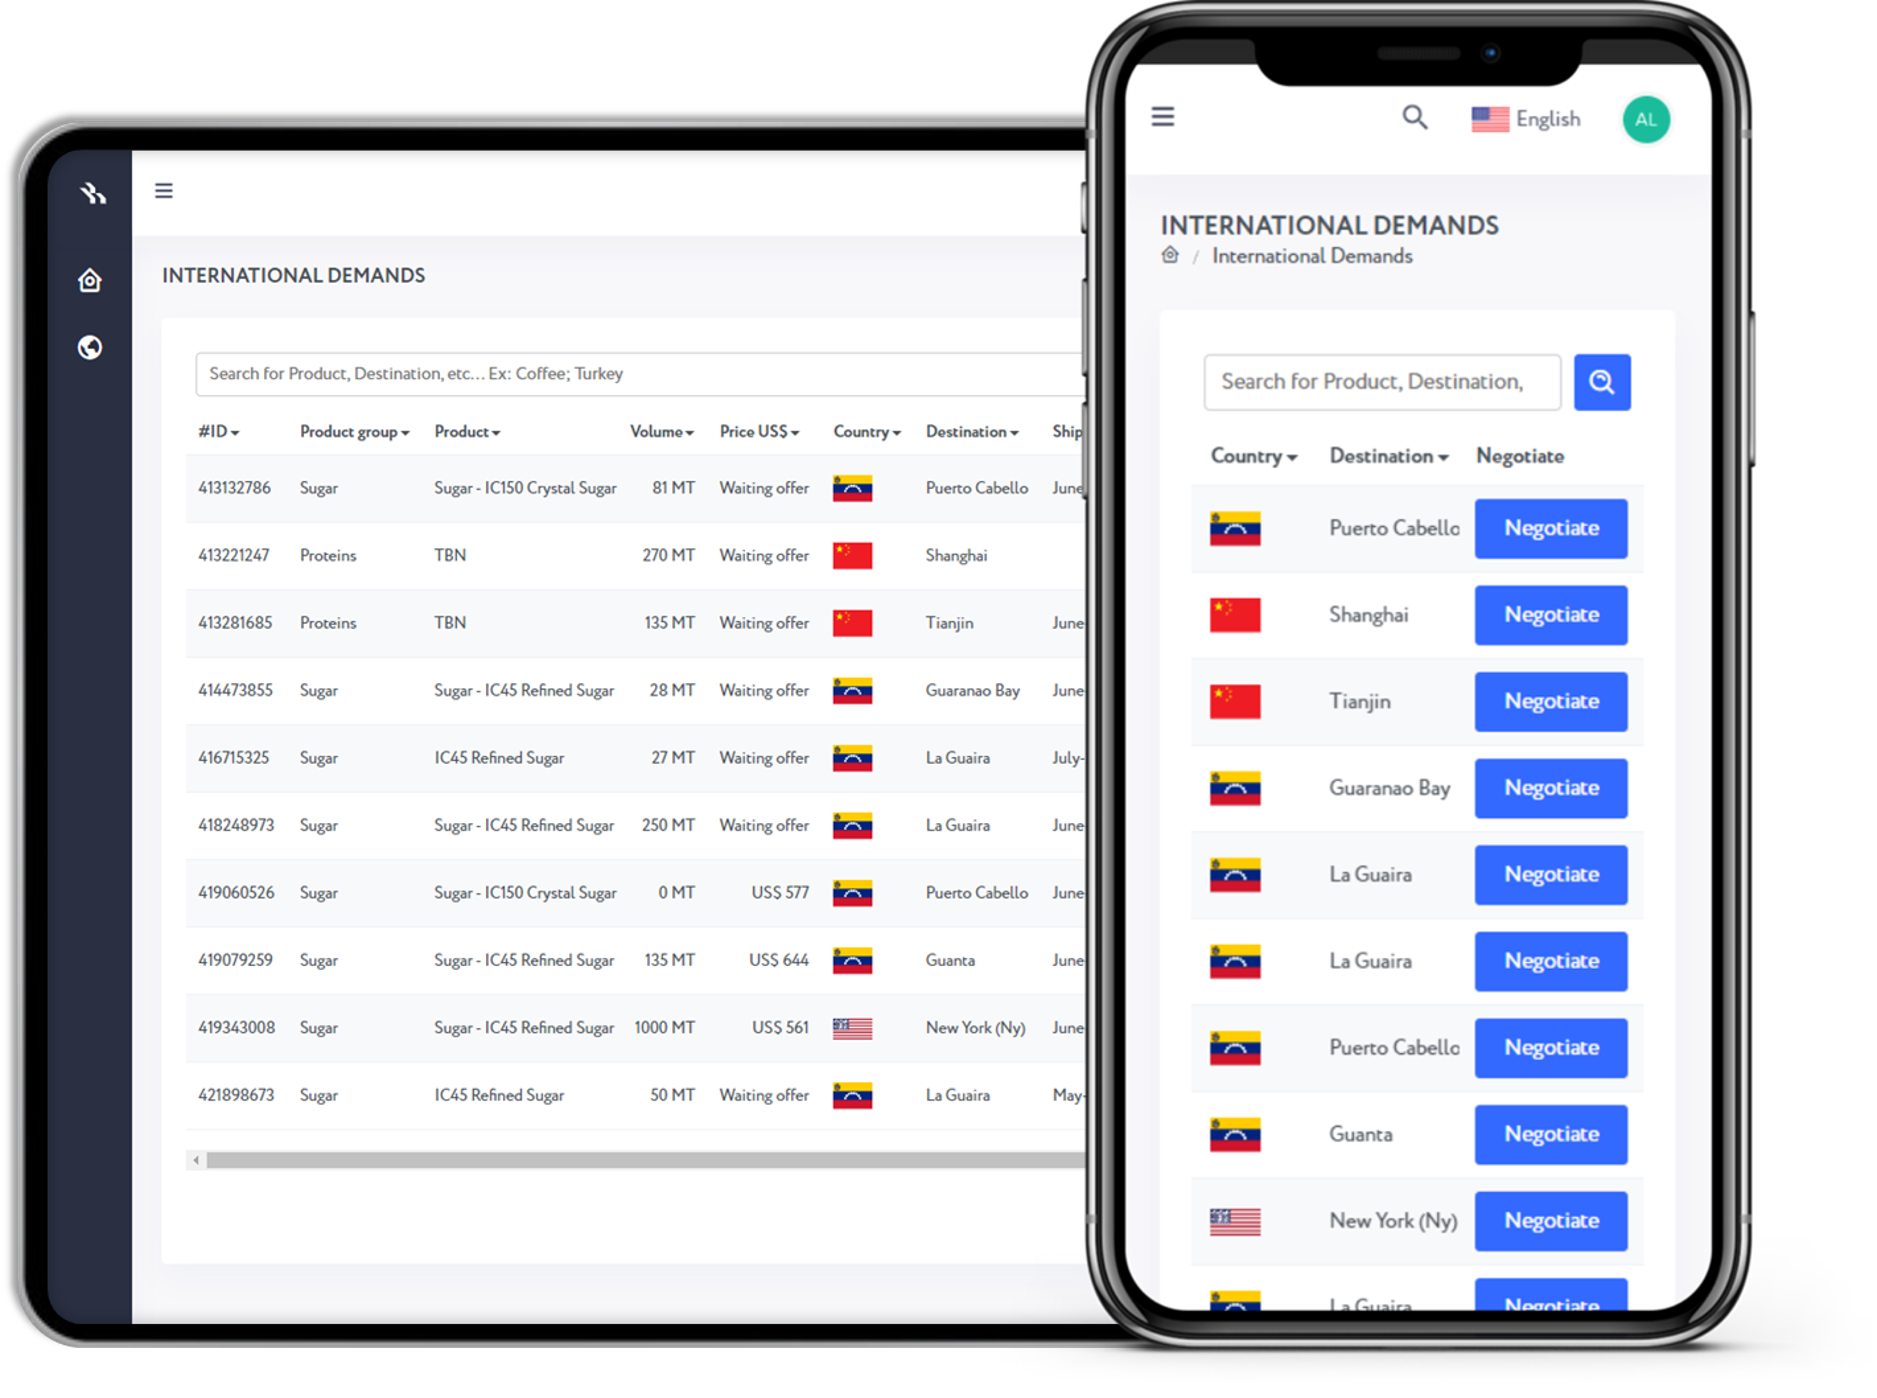 INTERNATIONAL DEMANDS
Search for Product, Destination, etc... Ex: Coffee; Turkey
#ID Product group Product Volume Price US$ Country Destination Ship
413132786 Sugar Sugar - IC150 Crystal Sugar 81 MT Waiting offer Puerto Cabello June
413221247 Proteins TBN 270 MT Waiting offer Shanghai
413281685 Proteins TBN 135 MT Waiting offer Tianjin June
414473855 Sugar Sugar - IC45 Refined Sugar 28 MT Waiting offer Guaranao Bay June
416715325 Sugar IC45 Refined Sugar 27 MT Waiting offer La Guaira July-
418248973 Sugar Sugar - IC45 Refined Sugar 250 MT Waiting offer La Guaira June
419060526 Sugar Sugar - IC150 Crystal Sugar 0 MT US$ 577 Puerto Cabello June
419079259 Sugar Sugar - IC45 Refined Sugar 135 MT US$ 644 Guanta June
419343008 Sugar Sugar - IC45 Refined Sugar 1000 MT US$ 561 New York (Ny) June
421898673 Sugar IC45 Refined Sugar 50 MT Waiting offer La Guaira May-
English AL
INTERNATIONAL DEMANDS
/ International Demands
Search for Product, Destination,
Country Destination Negotiate
Puerto Cabello Negotiate
Shanghai Negotiate
Tianjin Negotiate
Guaranao Bay Negotiate
La Guaira Negotiate
La Guaira Negotiate
Puerto Cabello Negotiate
Guanta Negotiate
New York (Ny) Negotiate
La Guaira Negotiate